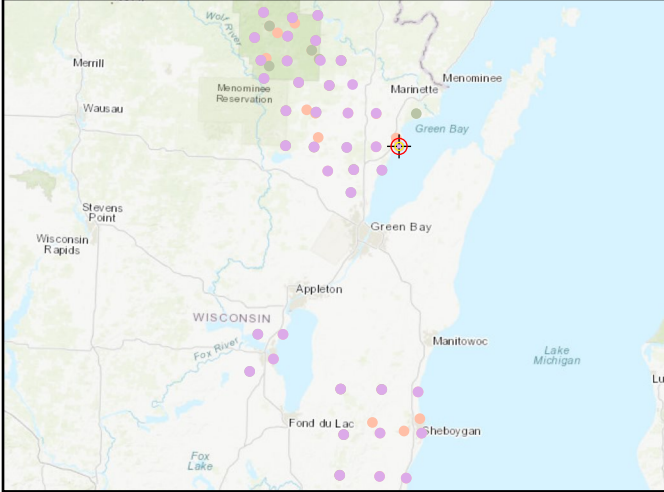 Wolf
River
Merrill
Menominee
Menominee
Reservation
Marinette
Wausau
Green Bay
Stevens
Point
Green Bay
Wisconsin
Rapids
Appleton
WISCONSIN
Fox River
Manitowoc
Lake
Michigan
Lu
Fond du Lac
Sheboygan
Fox
Lake